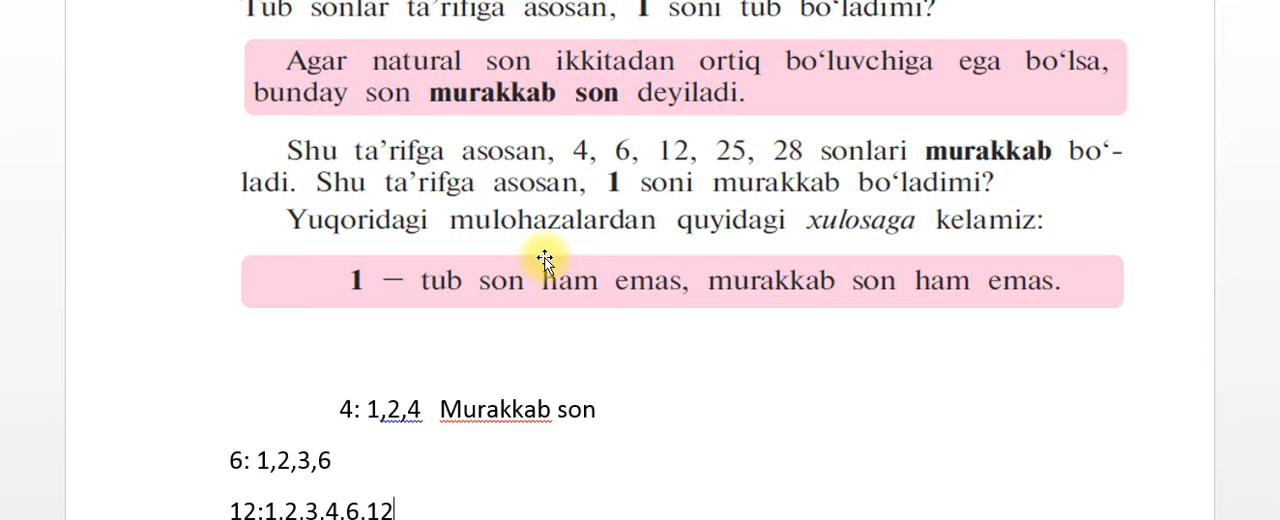 Tub sonlar ta’rifiga asosan, 1 soni tub bo‘ladimi?
Agar natural son ikkitadan ortiq bo‘luvchiga ega bo‘lsa,
bunday son murakkab son deyiladi.
Shu ta’rifga asosan, 4, 6, 12, 25, 28 sonlari murakkab bo‘-
ladi. Shu ta’rifga asosan, 1 soni murakkab bo‘ladimi?
Yuqoridagi mulohazalardan quyidagi xulosaga kelamiz:
1 — tub son ham emas, murakkab son ham emas.
4: 1,2,4 Murakkab son
6: 1,2,3,6
12:1,2,3,4,6,12